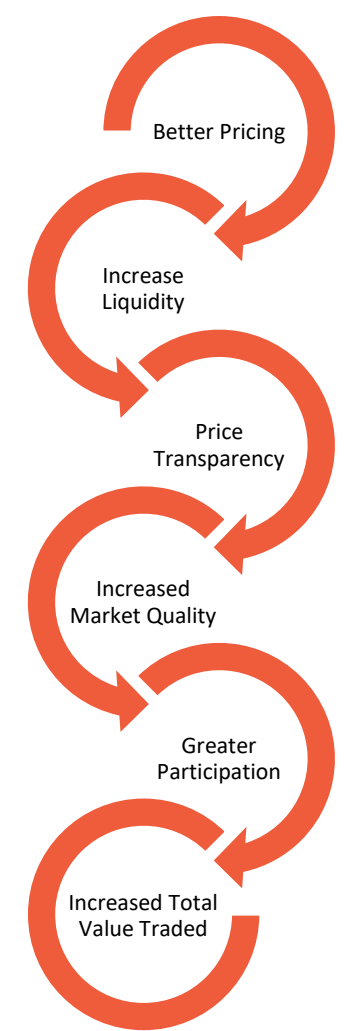 Better Pricing
Increase
Liquidity
Price
Transparency
Increased
Market Quality
Greater
Participation
Increased Total
Value Traded